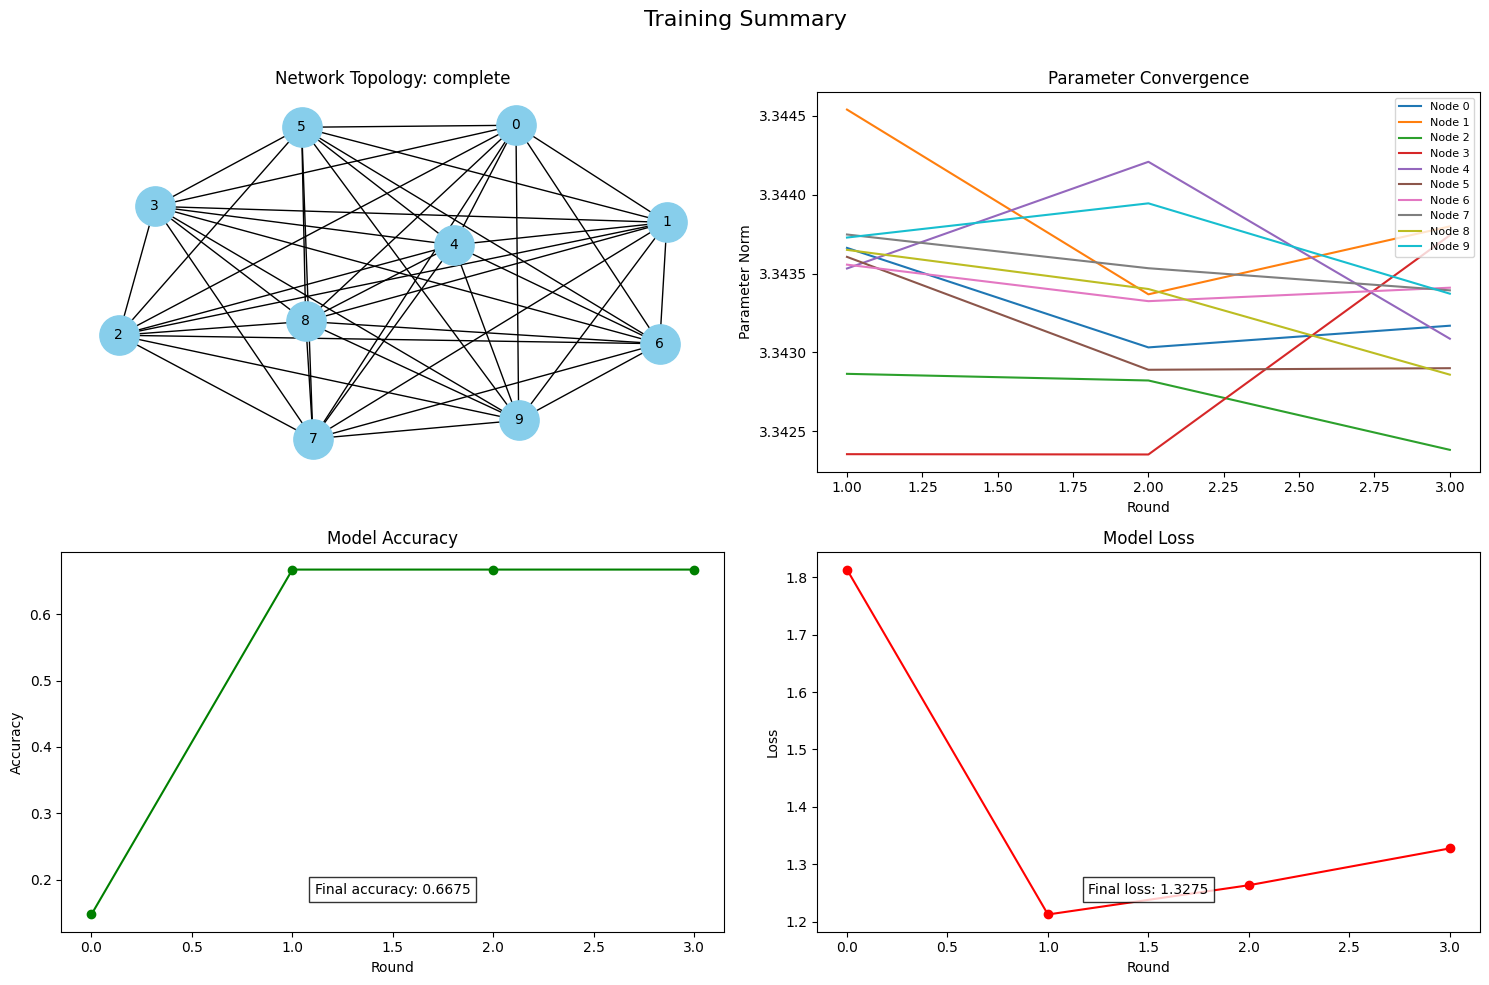 Training Summary
Network Topology: complete
5
0
3
1
4
8
2
6
9
7
Parameter Convergence
Parameter Norm
3.3445
3.3440
3.3435
3.3430
3.3425
Node 0
Node 1
Node 2
Node 3
Node 4
Node 5
Node 6
Node 7
Node 8
Node 9
1.00 1.25 1.50 1.75 2.00 2.25 2.50 2.75 3.00
Round
Model Accuracy
Accuracy
0.6
0.5
0.4
0.3
0.2
Final accuracy: 0.6675
0.0 0.5 1.0 1.5 2.0 2.5 3.0
Round
Model Loss
Loss
1.8
1.7
1.6
1.5
1.4
1.3
1.2
Final loss: 1.3275
0.0 0.5 1.0 1.5 2.0 2.5 3.0
Round